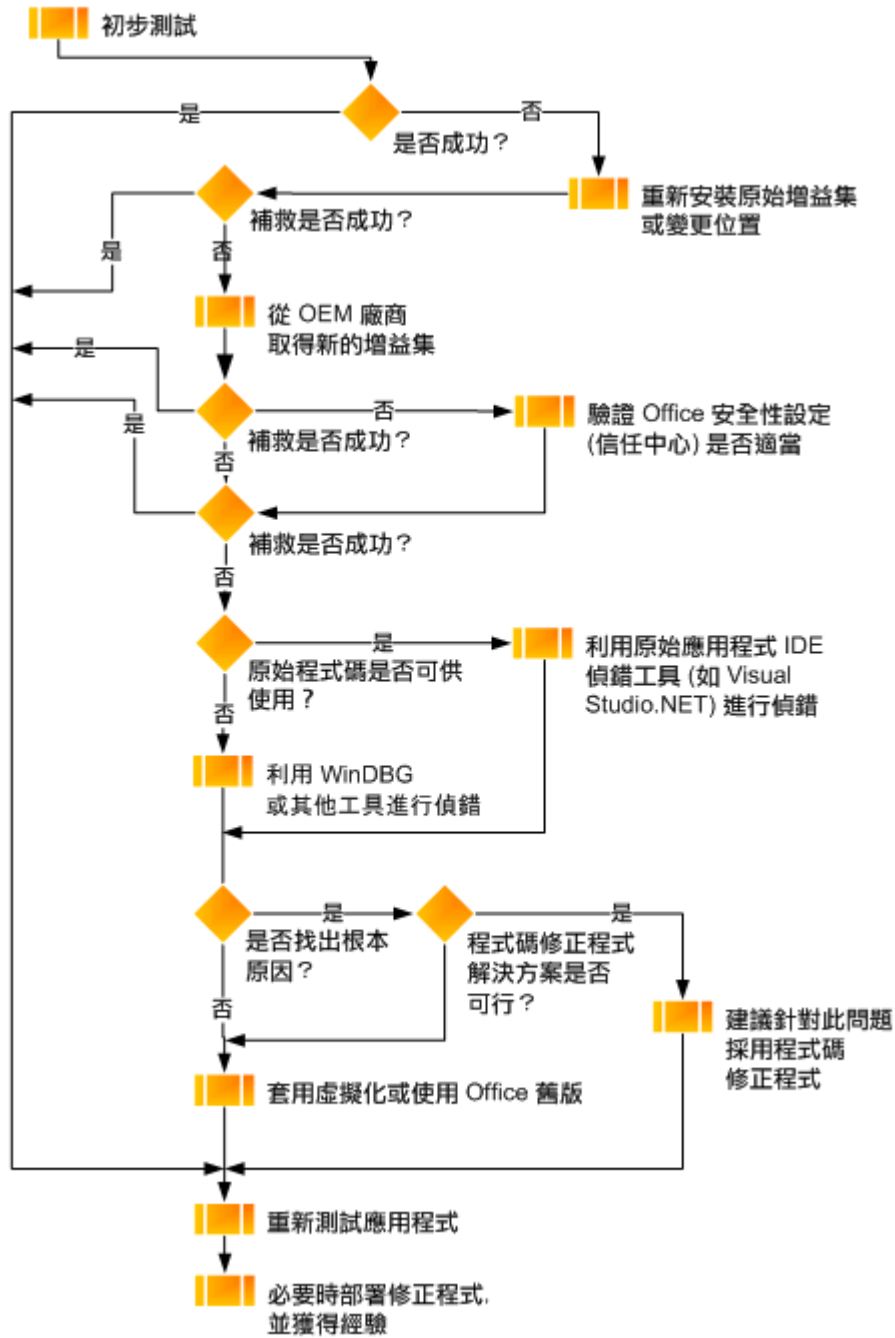 初步測試
是
否
是否成功？
重新安裝原始增益集
或變更位置
補救是否成功？
是
否
從 OEM 廠商
取得新的增益集
是
否
驗證 Office 安全性設定
(信任中心) 是否適當
補救是否成功？
是
否
補救是否成功？
否
是
利用原始應用程式 IDE
偵錯工具 (如 Visual
Studio.NET) 進行偵錯
原始程式碼是否可供
使用？
否
利用 WinDBG
或其他工具進行偵錯
是
是
是否找出根本
原因？
程式碼修正程式
解決方案是否
可行？
否
建議針對此問題
採用程式碼
修正程式
套用虛擬化或使用 Office 舊版
重新測試應用程式
必要時部署修正程式,
並獲得經驗